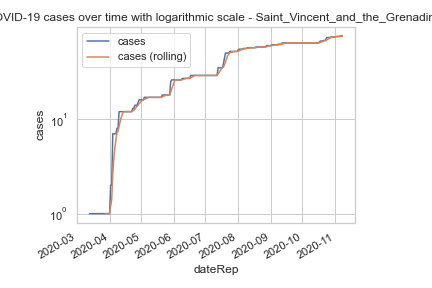 OVID-19 cases over time with logarithmic scale - Saint_Vincent_and_the_Grenadin
cases
cases (rolling)
cases
10¹
10⁰
2020-03
2020-04
2020-05
2020-06
2020-07
2020-08
2020-09
2020-10
2020-11
dateRep